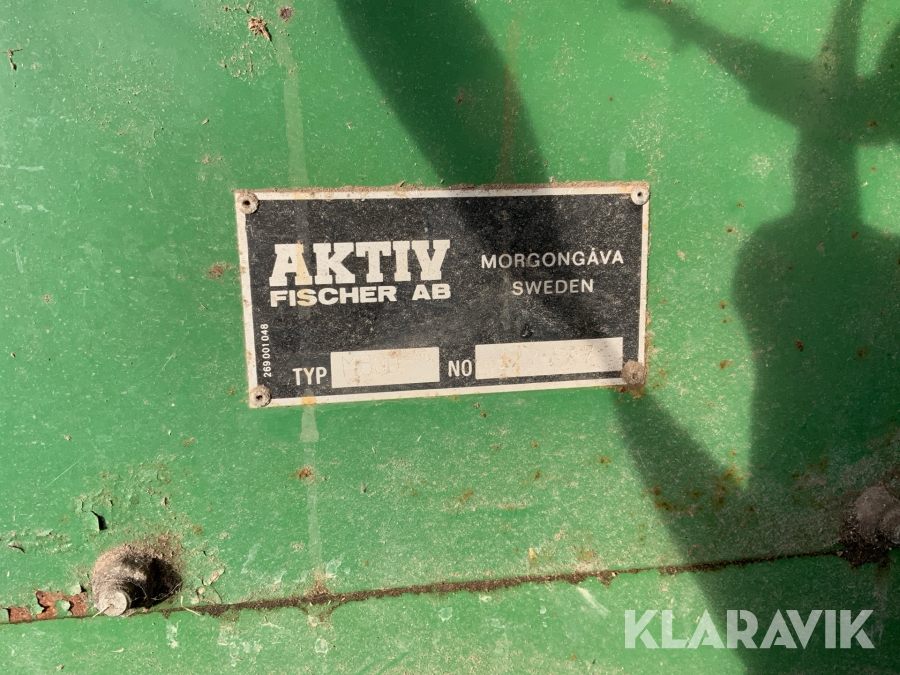 AKTIV
FISCHER AB
MORGONGÅVA
SWEDEN
269 001 048
TYP
NO
KLARAVIK